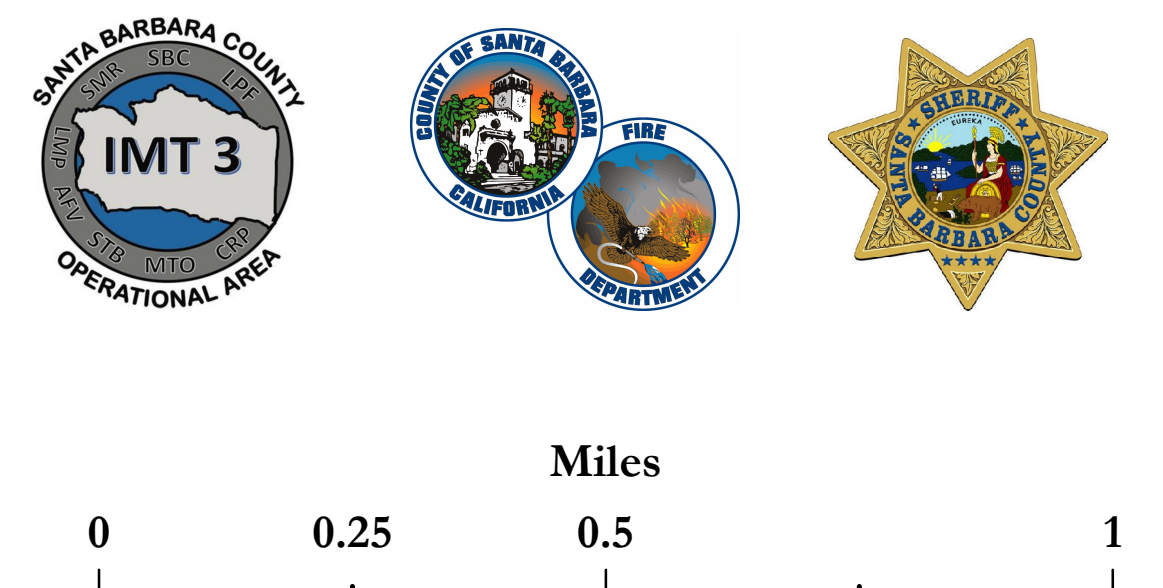 SANTA BARBARA COUNTY
LMP SMR SBC LPF
IMT 3
AFV STB MTO CRP
OPERATIONAL AREA
COUNTY OF SANTA BARBARA
CALIFORNIA
FIRE
DEPARTMENT
SHERIFF
EUREKA
SANTA BARBARA COUNTY
Miles
0 0.25 0.5 1